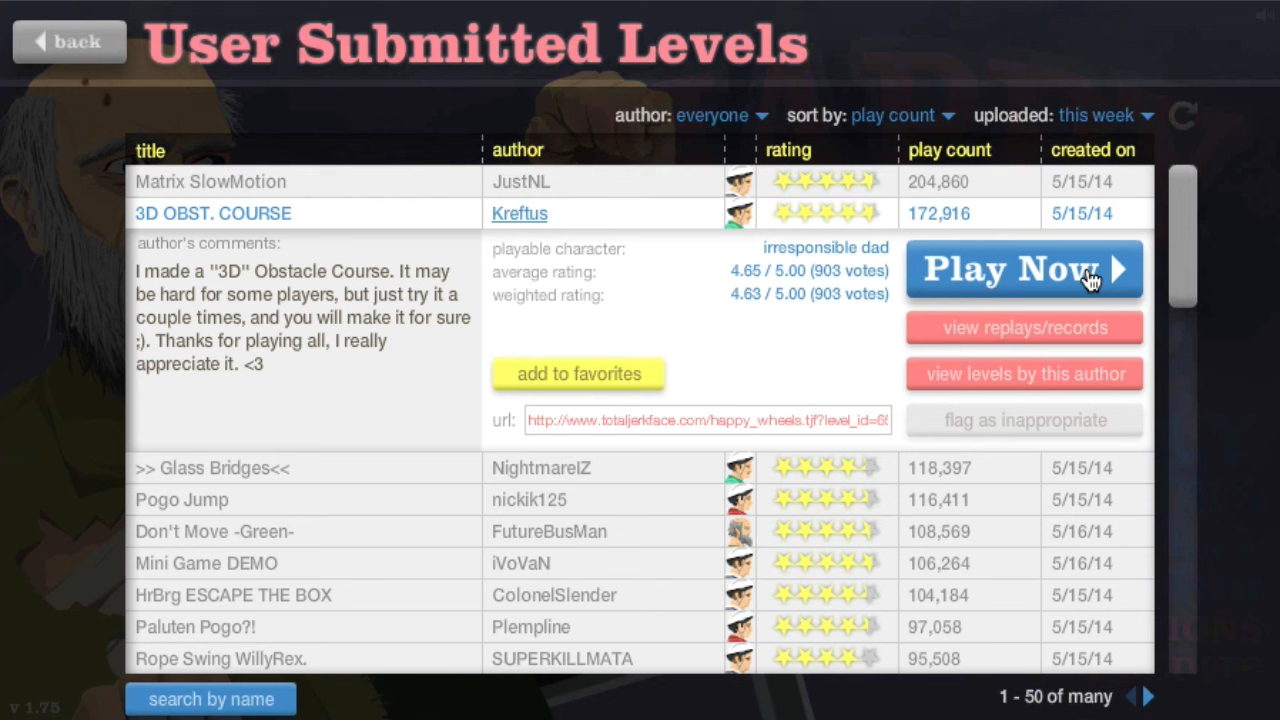 back
User Submitted Levels
author: everyone sort by: play count uploaded: this week
title author rating play count created on
Matrix SlowMotion JustNL 204,860 5/15/14
3D OBST. COURSE Kreftus 172,916 5/15/14
author's comments:
I made a "3D" Obstacle Course. It may
be hard for some players, but just try it a
couple times, and you will make it for sure
;). Thanks for playing all, I really
appreciate it. <3
playable character: irresponsible dad
average rating: 4.65 / 5.00 (903 votes)
weighted rating: 4.63 / 5.00 (903 votes)
add to favorites
url: http://www.totaljerkface.com/happy_wheels.tjf?level_id=6
Play Now
view replays/records
view levels by this author
flag as inappropriate
>> Glass Bridges<< NightmareIZ 118,397 5/15/14
Pogo Jump nickik125 116,411 5/15/14
Don't Move -Green- FutureBusMan 108,569 5/16/14
Mini Game DEMO iVoVaN 106,264 5/16/14
HrBrg ESCAPE THE BOX ColonelSlender 104,184 5/15/14
Paluten Pogo?! Plempline 97,058 5/15/14
Rope Swing WillyRex. SUPERKILLMATA 95,508 5/15/14
search by name
1 - 50 of many
v 1.75